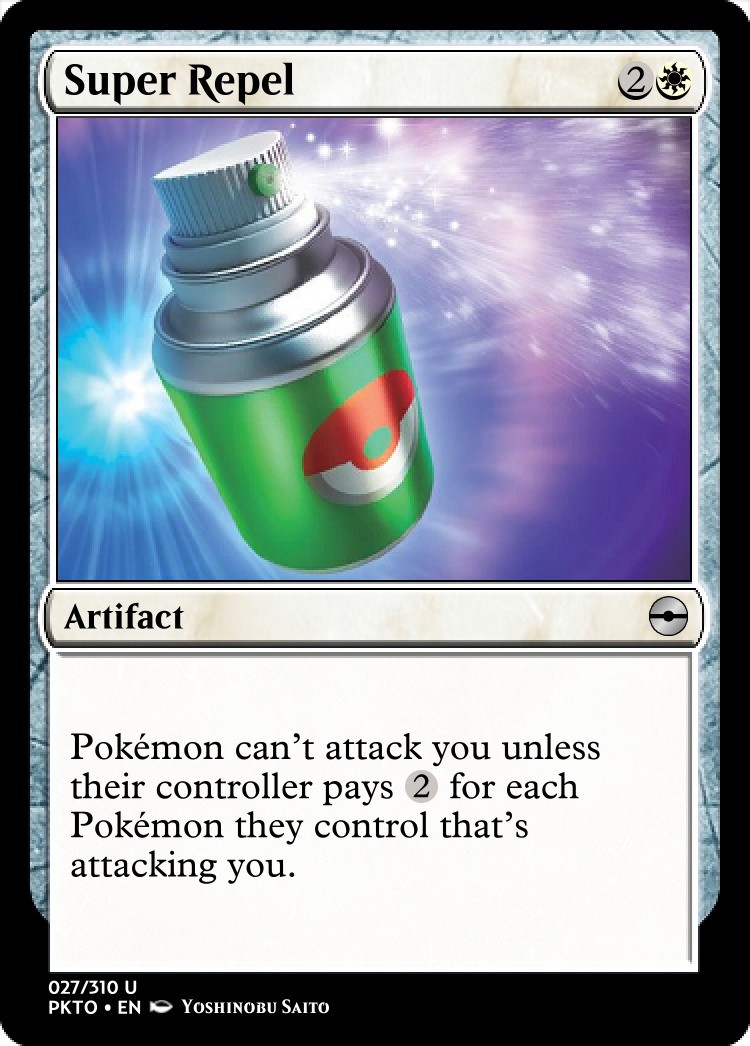 Super Repel 2
Artifact
Pokémon can't attack you unless
their controller pays 2 for each
Pokémon they control that's
attacking you.
027/310 U
PKTO • EN Yoshinobu Saito